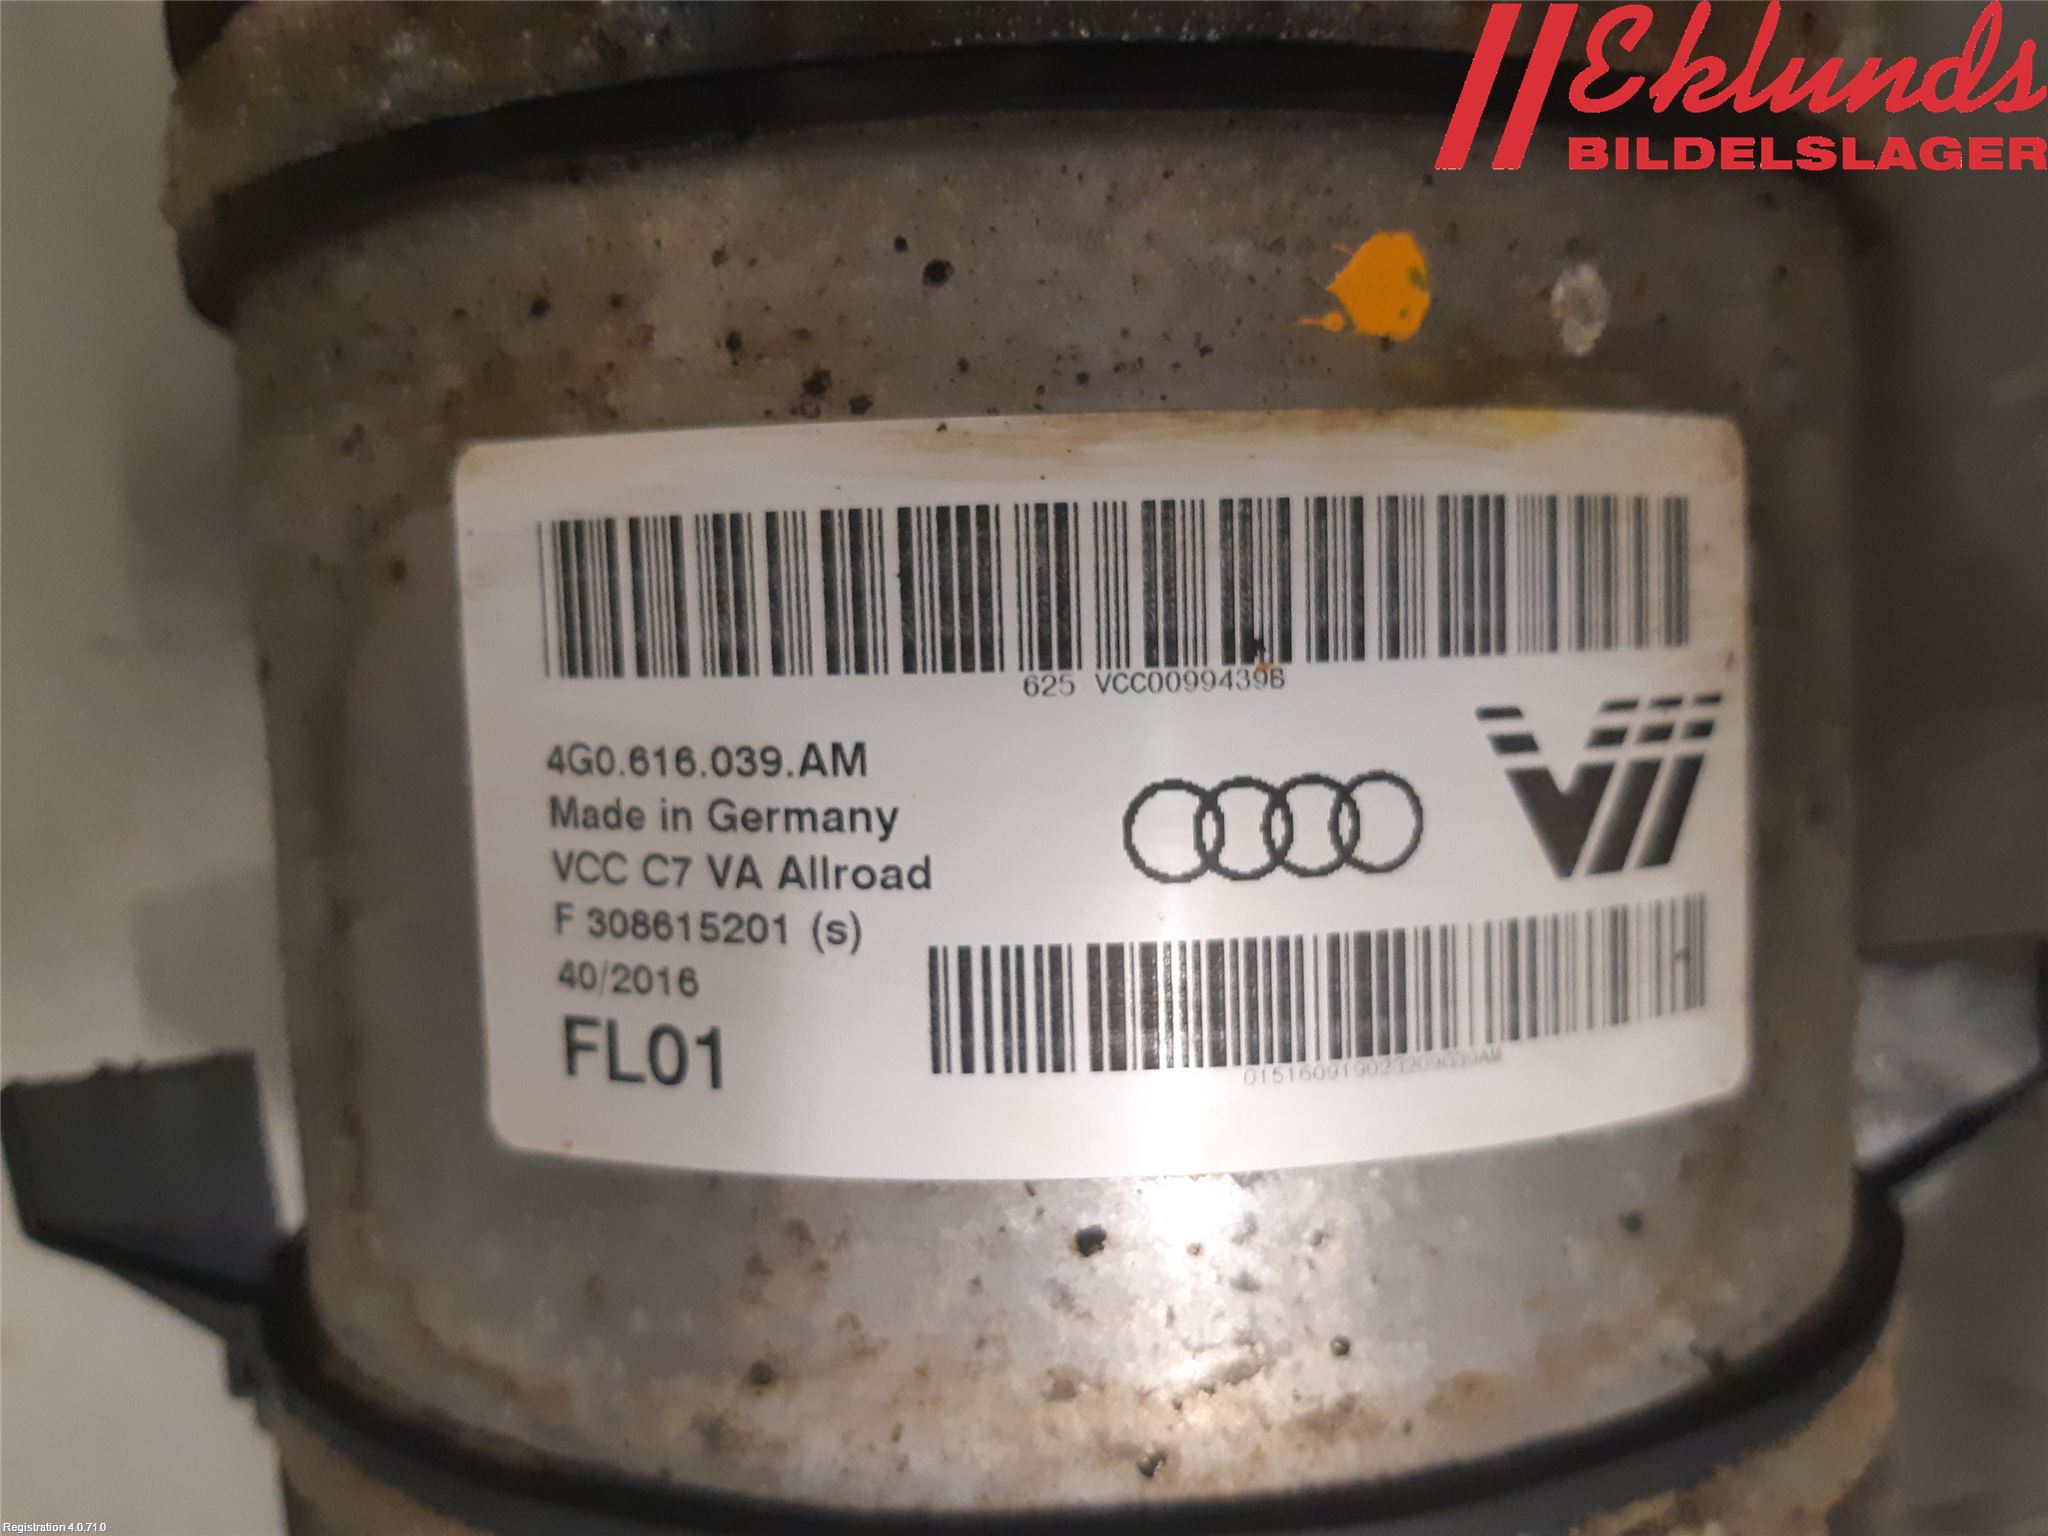 Eklunds
BILDELSLAGER
625 VCC0099439B
4G0.616.039.AM
Made in Germany
VCC C7 VA Allroad
F 308615201 (s)
40/2016
FL01
Registration 4.0.71.0